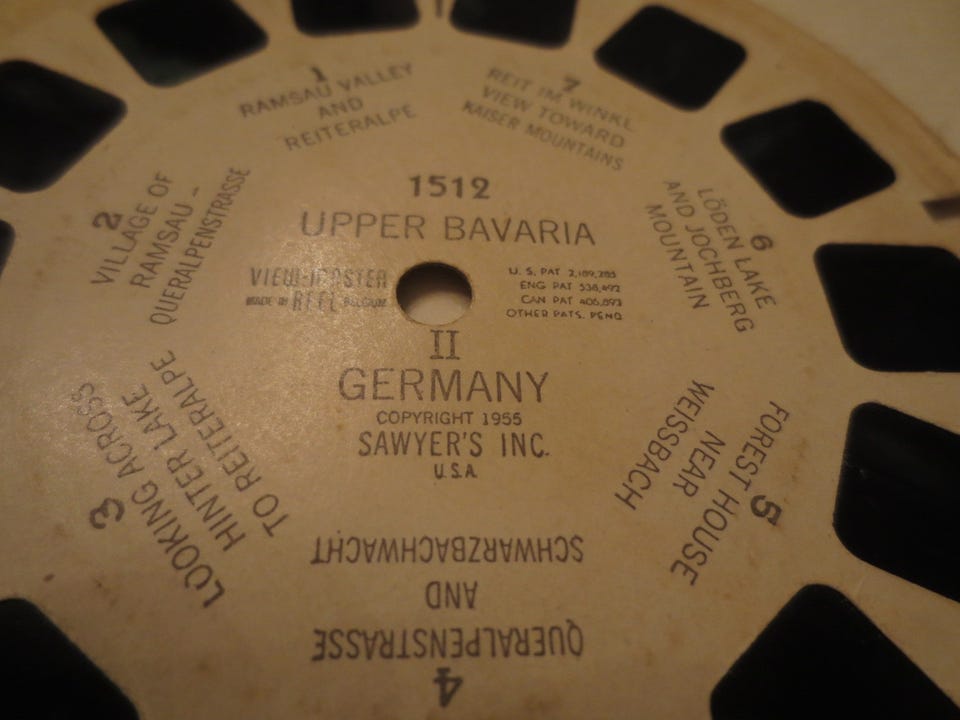 1512
UPPER BAVARIA
VIEW-MASTER
MADE IN REEL BELGIUM
U. S. PAT 2,189,285
ENG PAT 538,492
CAN PAT 406,893
OTHER PATS. PEND
II
GERMANY
COPYRIGHT 1955
SAWYER'S INC.
U.S.A.
1
RAMSAU VALLEY
AND
REITERALPE
2
VILLAGE OF
RAMSAU -
QUERALPENSTRASSE
3
LOOKING ACROSS
HINTER LAKE
TO REITERALPE
4
QUERALPENSTRASSE
AND
SCHWARZBACHWACHT
5
FOREST HOUSE
NEAR
WEISSBACH
6
LÖDEN LAKE
AND JOCHBERG
MOUNTAIN
7
REIT IM WINKL
VIEW TOWARD
KAISER MOUNTAINS